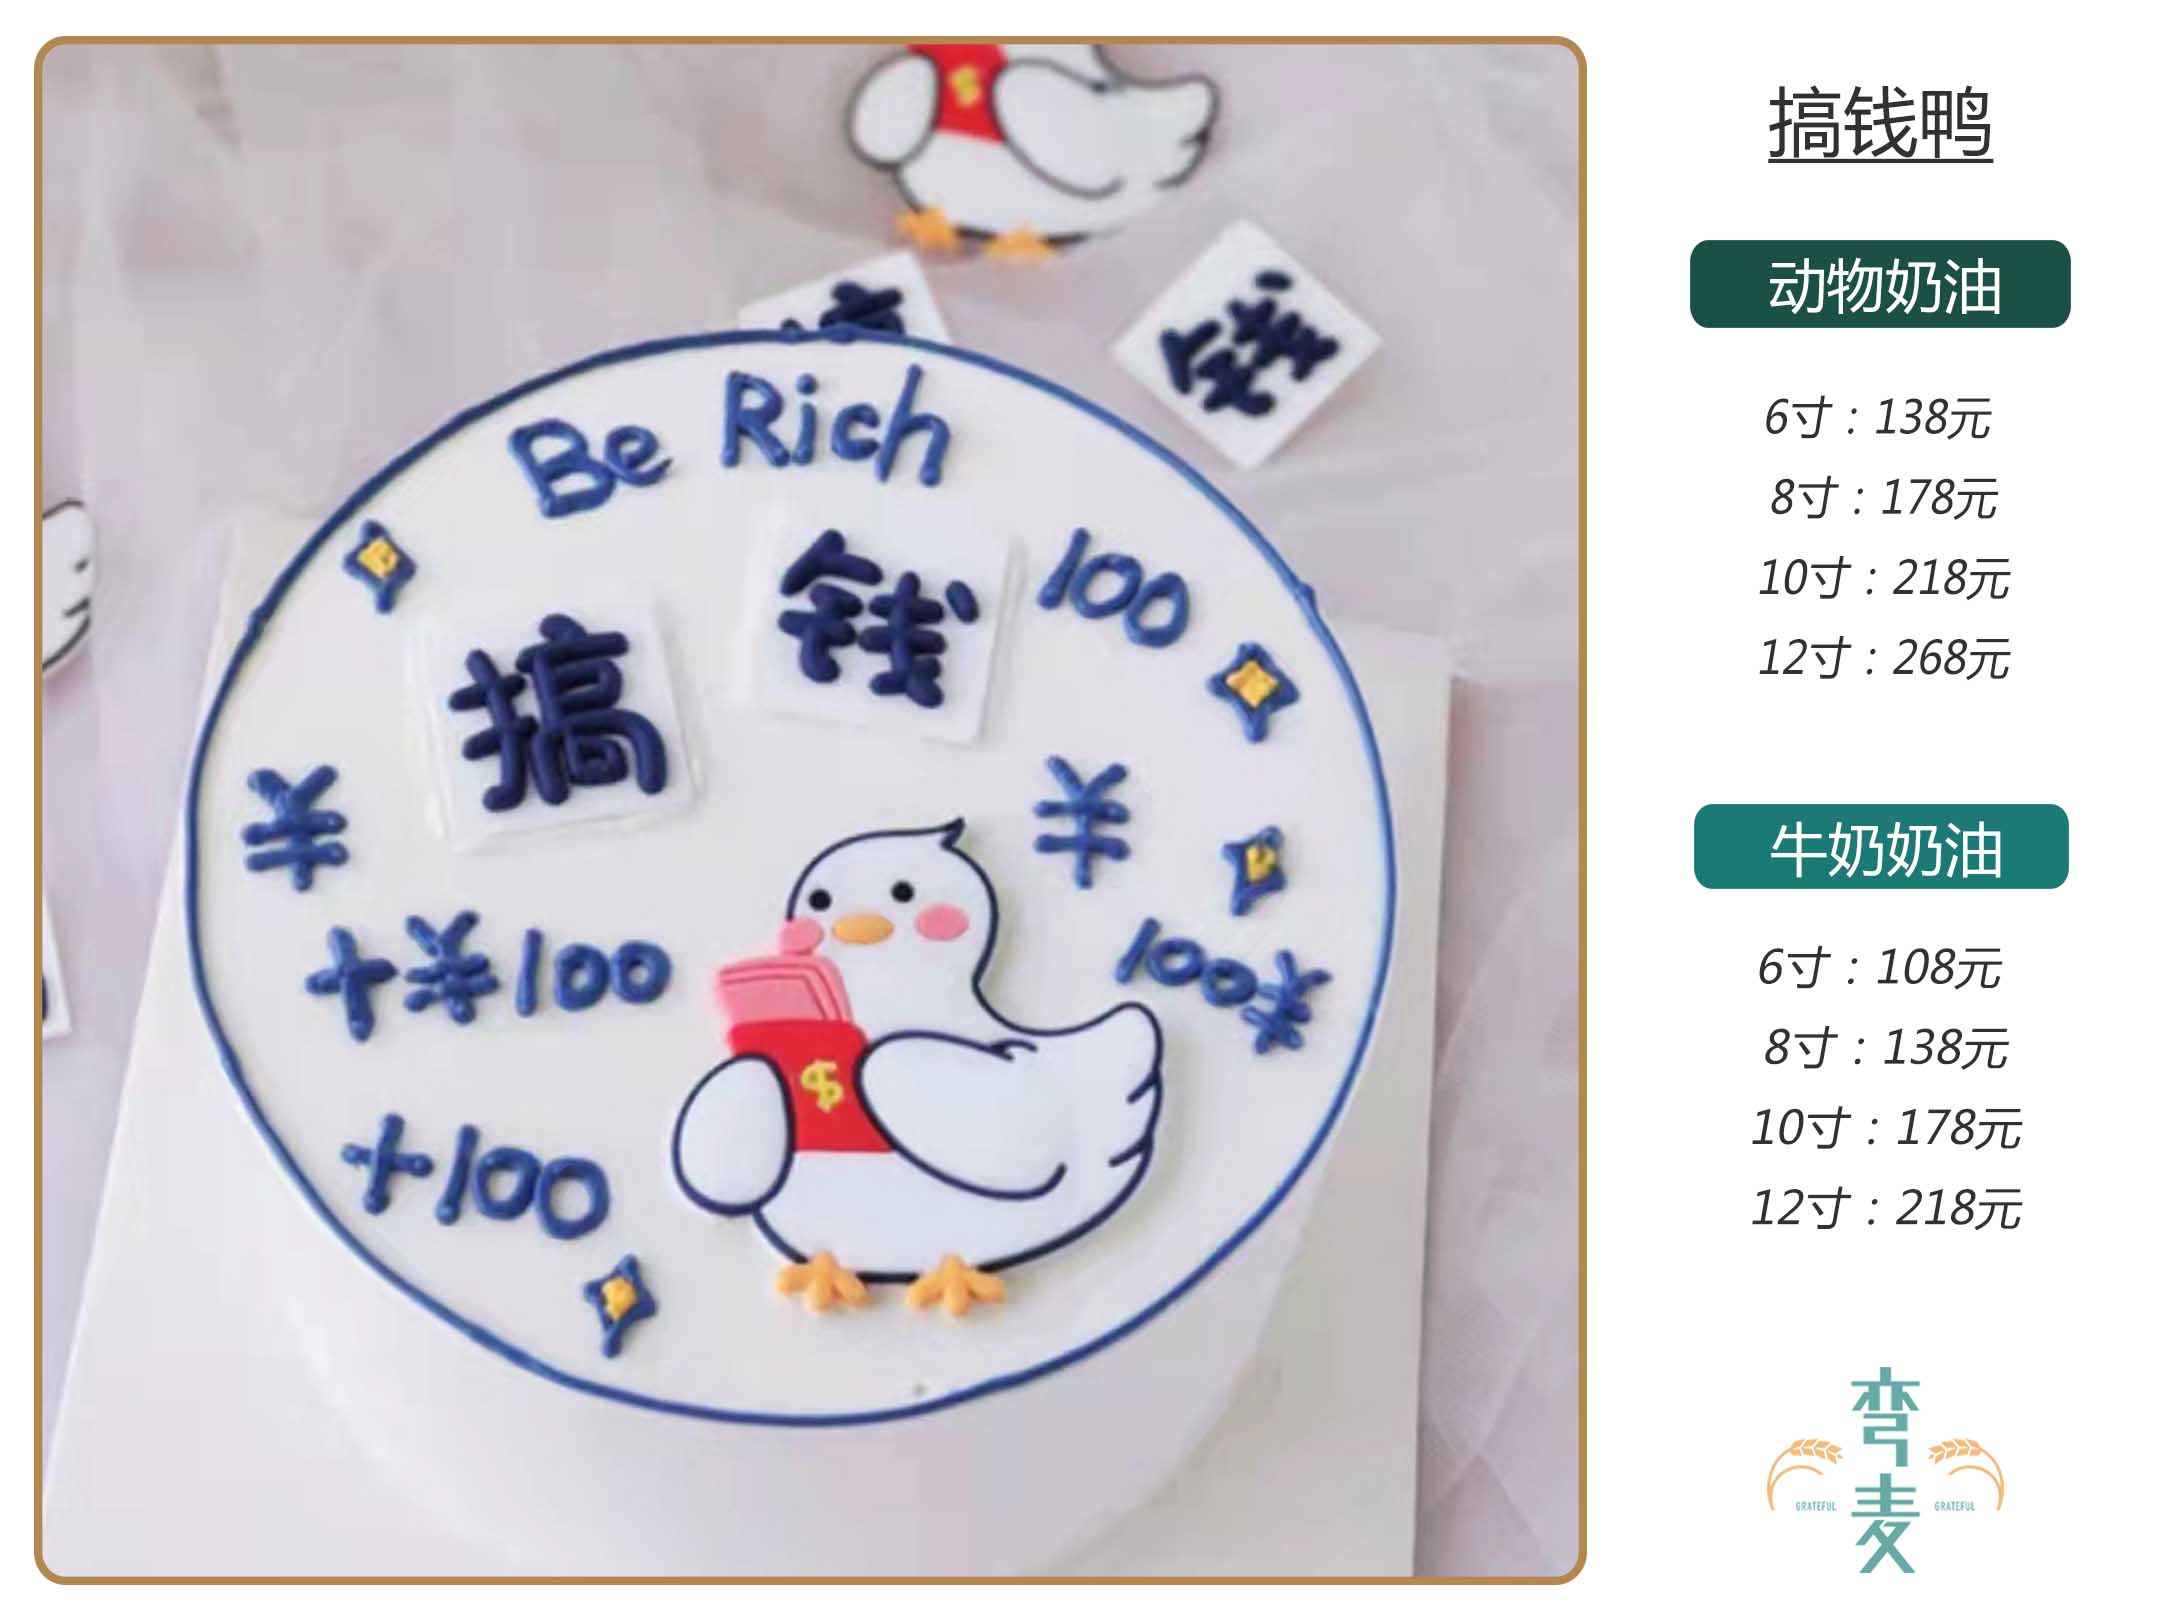 Be Rich
搞钱
100
¥
¥
+¥100
100¥
+100
$
$
钱
搞钱鸭
动物奶油
6寸：138元
8寸：178元
10寸：218元
12寸：268元
牛奶奶油
6寸：108元
8寸：138元
10寸：178元
12寸：218元
弯麦
GRATEFUL GRATEFUL